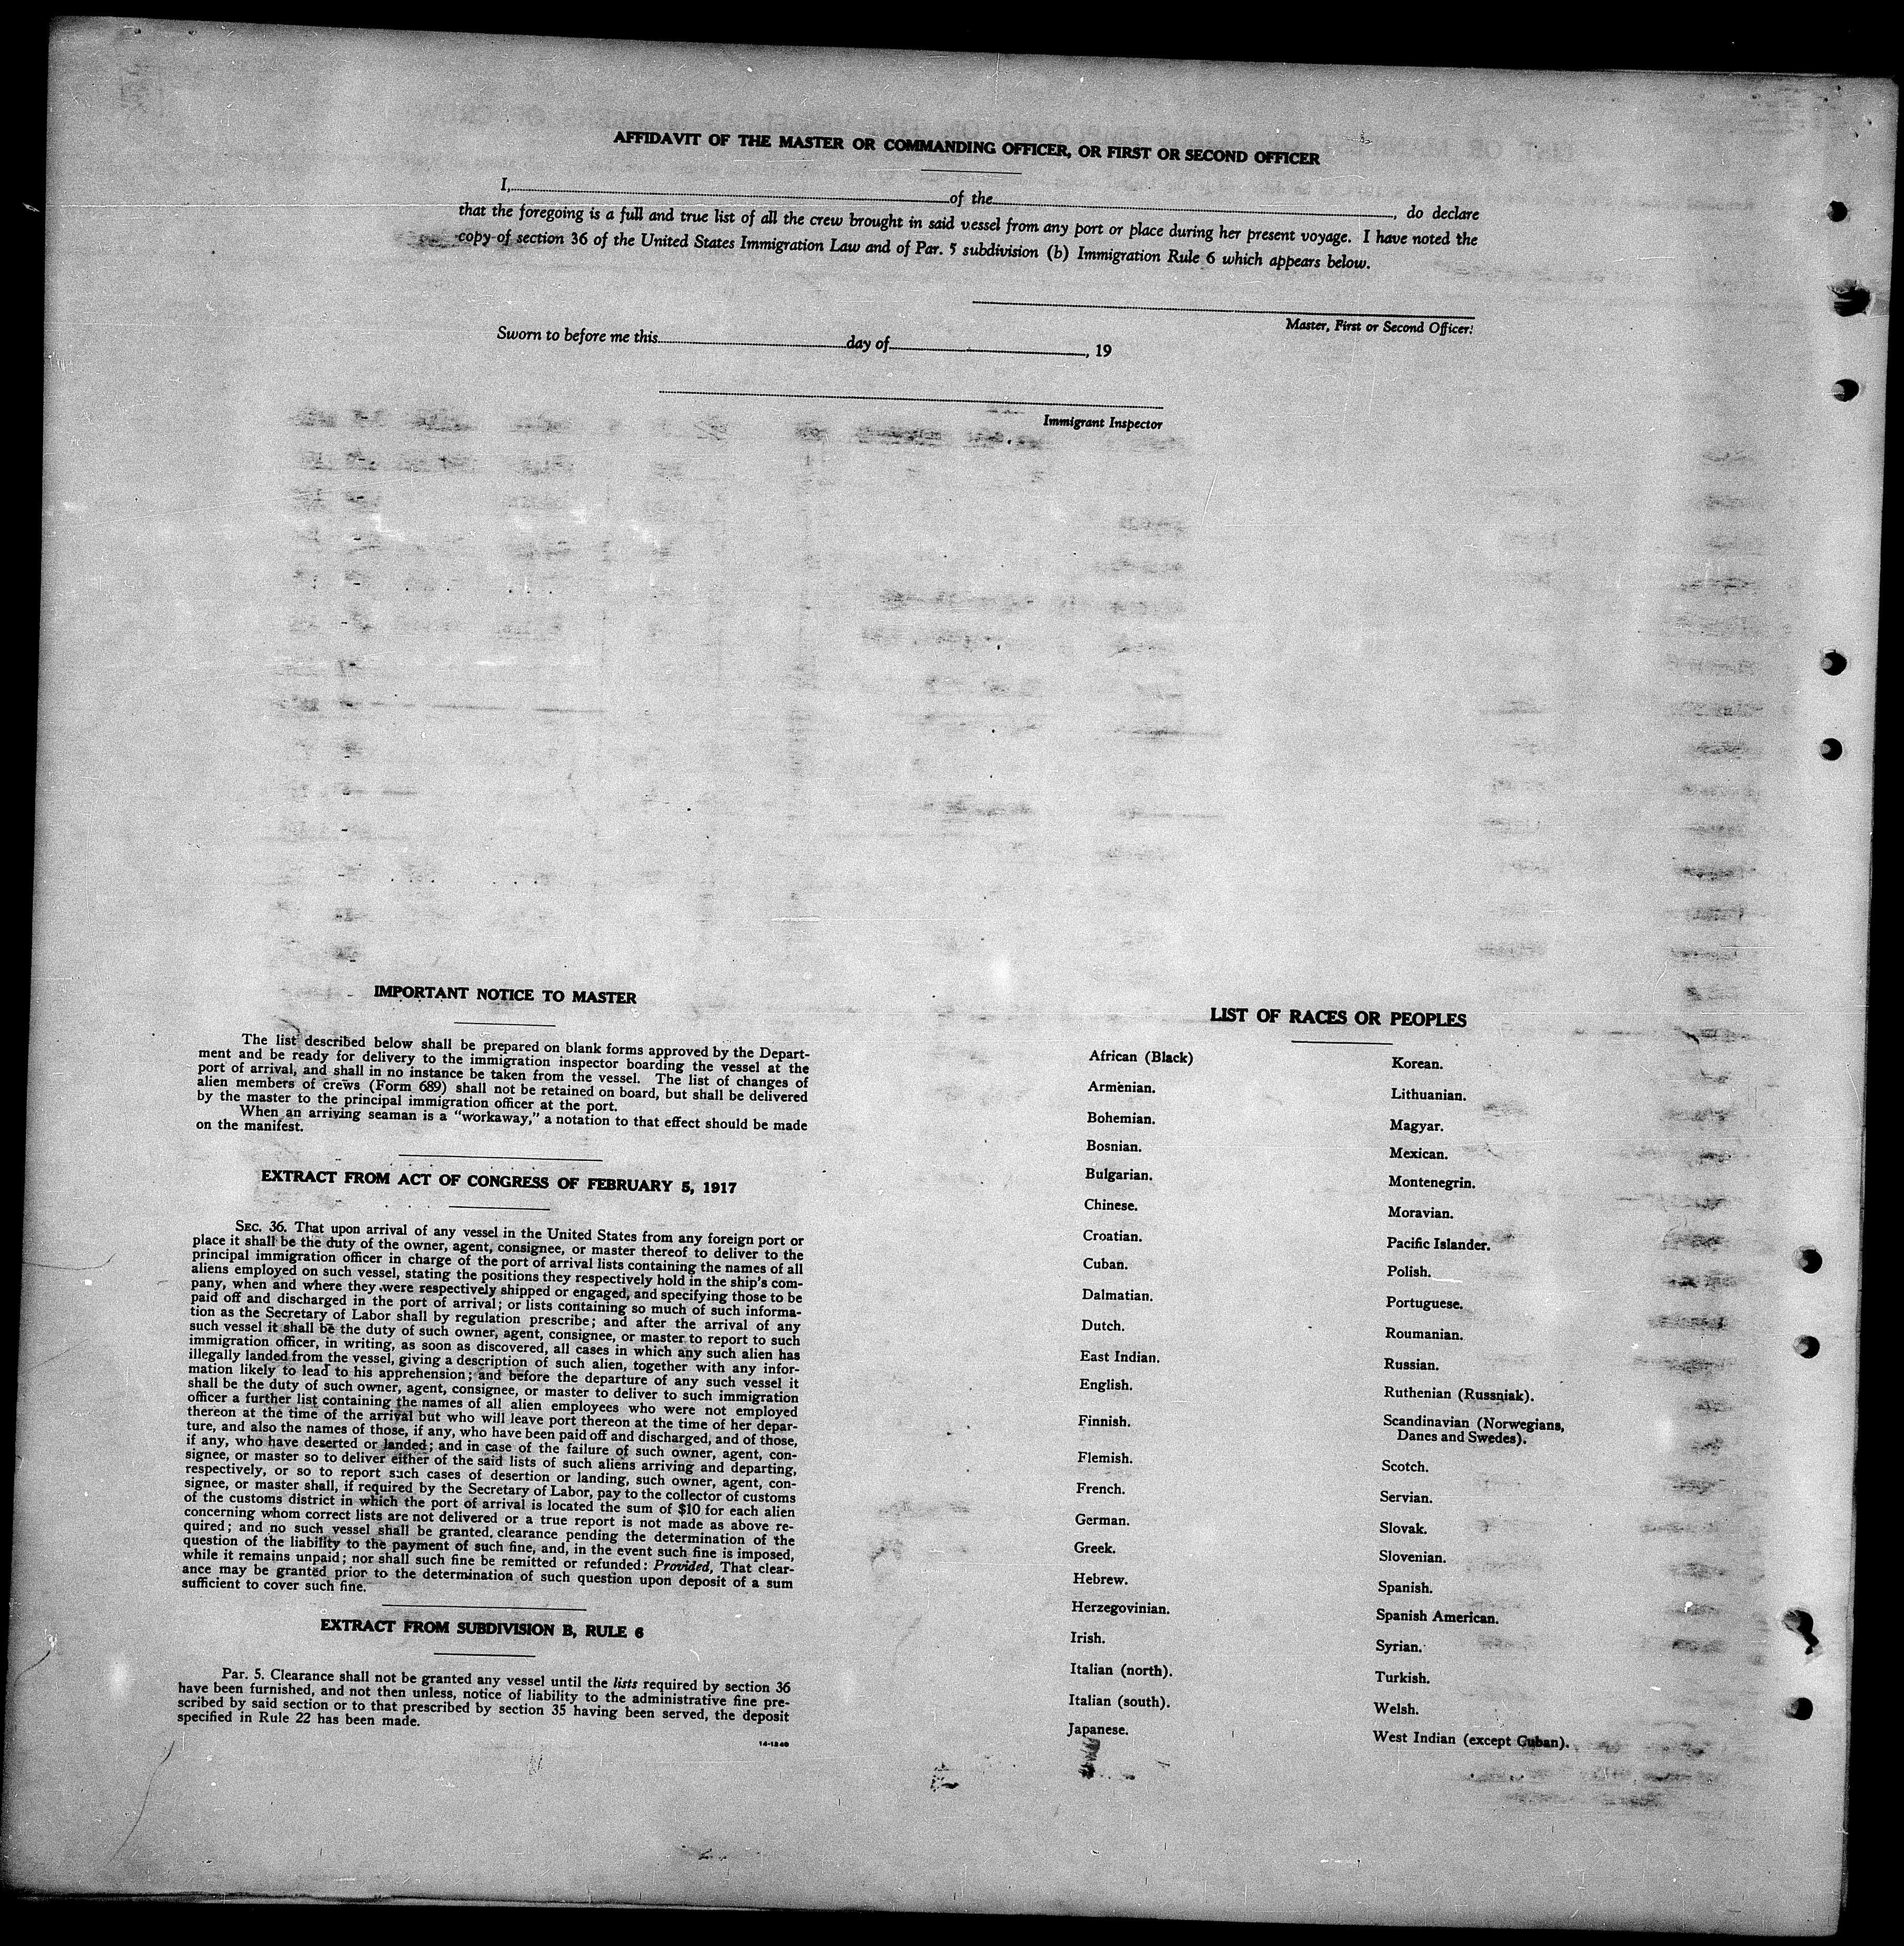 AFFIDAVIT OF THE MASTER OR COMMANDING OFFICER, OR FIRST OR SECOND OFFICER
I, of the , do declare
that the foregoing is a full and true list of all the crew brought in said vessel from any port or place during her present voyage. I have noted the
copy of section 36 of the United States Immigration Law and of Par. 5 subdivision (b) Immigration Rule 6 which appears below.
Master, First or Second Officer.
Sworn to before me this day of , 19
Immigrant Inspector
IMPORTANT NOTICE TO MASTER
The list described below shall be prepared on blank forms approved by the Depart-
ment and be ready for delivery to the immigration inspector boarding the vessel at the
port of arrival, and shall in no instance be taken from the vessel. The list of changes of
alien members of crews (Form 689) shall not be retained on board, but shall be delivered
by the master to the principal immigration officer at the port.
When an arriving seaman is a "workaway," a notation to that effect should be made
on the manifest.
EXTRACT FROM ACT OF CONGRESS OF FEBRUARY 5, 1917
SEC. 36. That upon arrival of any vessel in the United States from any foreign port or
place it shall be the duty of the owner, agent, consignee, or master thereof to deliver to the
principal immigration officer in charge of the port of arrival lists containing the names of all
aliens employed on such vessel, stating the positions they respectively hold in the ship's com-
pany, when and where they were respectively shipped or engaged, and specifying those to be
paid off and discharged in the port of arrival; or lists containing so much of such informa-
tion as the Secretary of Labor shall by regulation prescribe; and after the arrival of any
such vessel it shall be the duty of such owner, agent, consignee, or master to report to such
immigration officer, in writing, as soon as discovered, all cases in which any such alien has
illegally landed from the vessel, giving a description of such alien, together with any infor-
mation likely to lead to his apprehension; and before the departure of any such vessel it
shall be the duty of such owner, agent, consignee, or master to deliver to such immigration
officer a further list containing the names of all alien employees who were not employed
thereon at the time of the arrival but who will leave port thereon at the time of her depar-
ture, and also the names of those, if any, who have been paid off and discharged, and of those,
if any, who have deserted or landed; and in case of the failure of such owner, agent, con-
signee, or master so to deliver either of the said lists of such aliens arriving and departing,
respectively, or so to report such cases of desertion or landing, such owner, agent, con-
signee, or master shall, if required by the Secretary of Labor, pay to the collector of customs
of the customs district in which the port of arrival is located the sum of $10 for each alien
concerning whom correct lists are not delivered or a true report is not made as above re-
quired; and no such vessel shall be granted clearance pending the determination of the
question of the liability to the payment of such fine, and, in the event such fine is imposed,
while it remains unpaid; nor shall such fine be remitted or refunded: Provided, That clear-
ance may be granted prior to the determination of such question upon deposit of a sum
sufficient to cover such fine.
EXTRACT FROM SUBDIVISION B, RULE 6
Par. 5. Clearance shall not be granted any vessel until the lists required by section 36
have been furnished, and not then unless, notice of liability to the administrative fine pre-
scribed by said section or to that prescribed by section 35 having been served, the deposit
specified in Rule 22 has been made.
14-1240
LIST OF RACES OR PEOPLES
African (Black)
Armenian.
Bohemian.
Bosnian.
Bulgarian.
Chinese.
Croatian.
Cuban.
Dalmatian.
Dutch.
East Indian.
English.
Finnish.
Flemish.
French.
German.
Greek.
Hebrew.
Herzegovinian.
Irish.
Italian (north).
Italian (south).
Japanese.
Korean.
Lithuanian.
Magyar.
Mexican.
Montenegrin.
Moravian.
Pacific Islander.
Polish.
Portuguese.
Roumanian.
Russian.
Ruthenian (Russniak).
Scandinavian (Norwegians,
Danes and Swedes).
Scotch.
Servian.
Slovak.
Slovenian.
Spanish.
Spanish American.
Syrian.
Turkish.
Welsh.
West Indian (except Cuban).